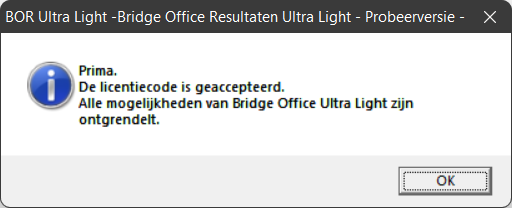 BOR Ultra Light -Bridge Office Resultaten Ultra Light - Probeerversie -
Prima.
De licentiecode is geaccepteerd.
Alle mogelijkheden van Bridge Office Ultra Light zijn
ontgrendelt.
OK